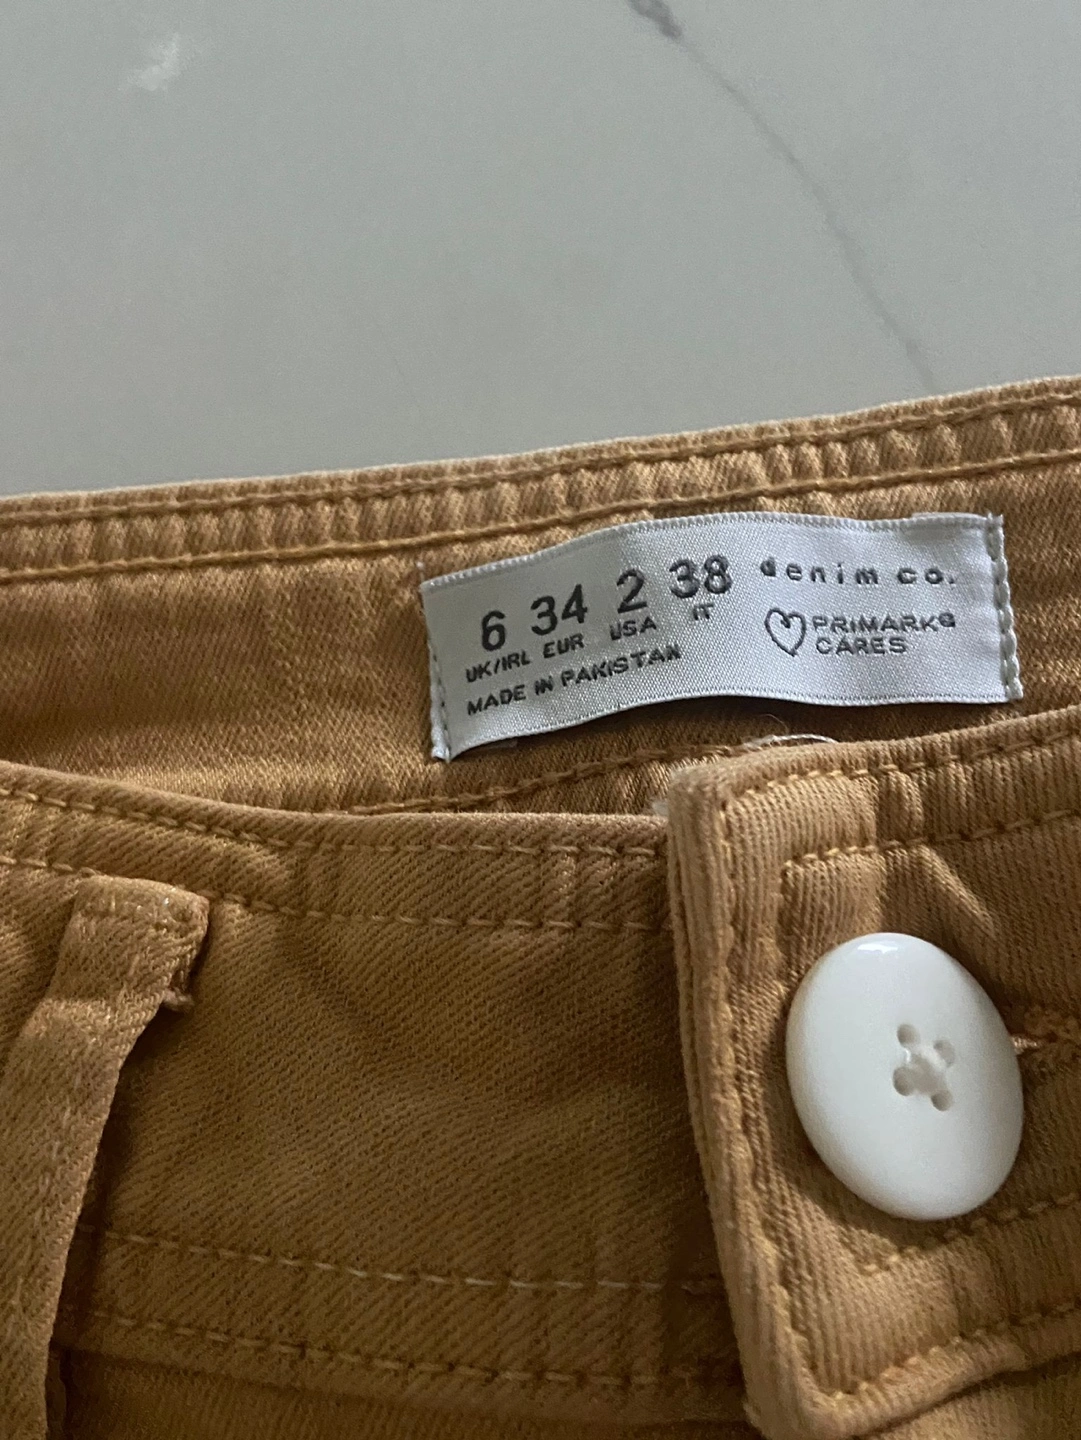 6 34 2 38
UK/IRL EUR USA IT
MADE IN PAKISTAN
denim co.
PRIMARK®
CARES